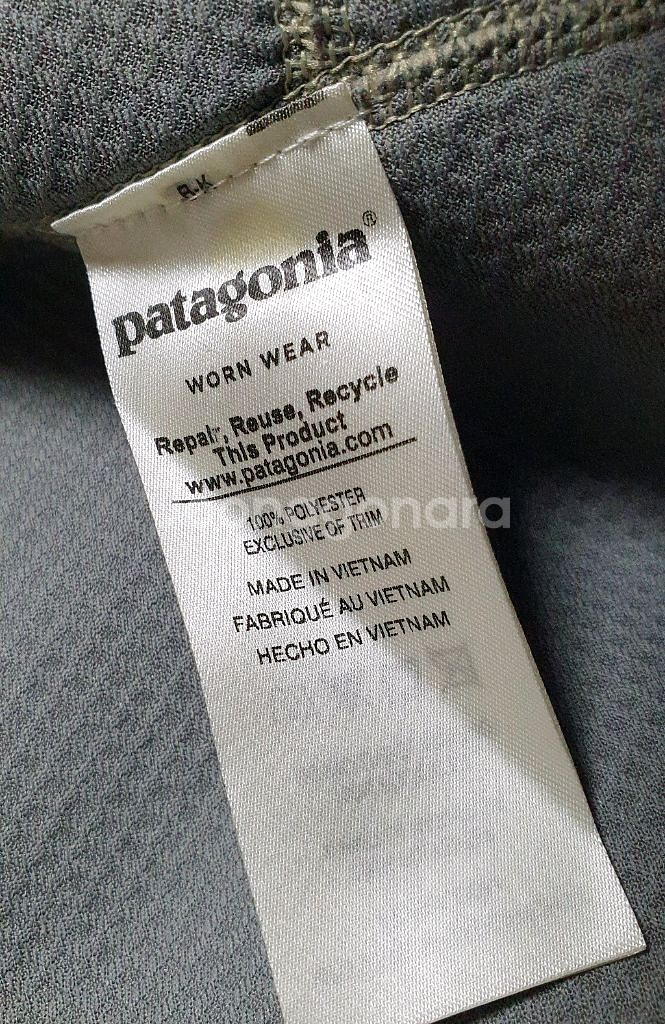 R.K
patagonia®
WORN WEAR
Repair, Reuse, Recycle
This Product
www.patagonia.com
100% POLYESTER
EXCLUSIVE OF TRIM
MADE IN VIETNAM
FABRIQUÉ AU VIETNAM
HECHO EN VIETNAM